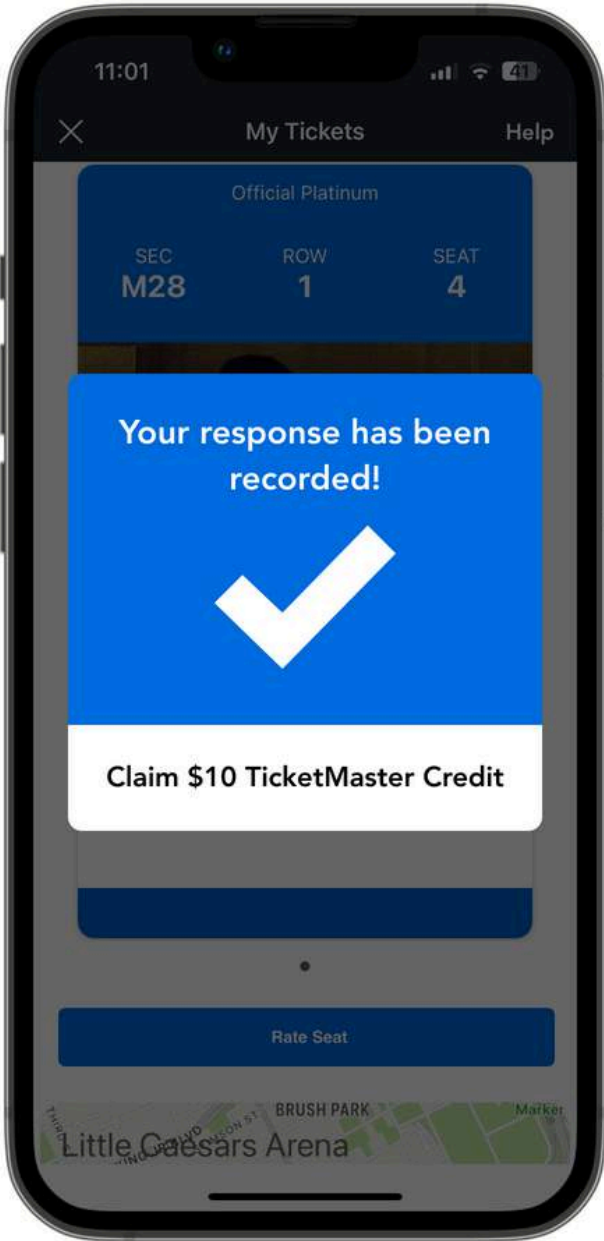 11:01
41
My Tickets
Help
Official Platinum
SEC
ROW
SEAT
M28
1
4
Your response has been
recorded!
Claim $10 TicketMaster Credit
Rate Seat
BRUSH PARK
Marker
Little Caesars Arena